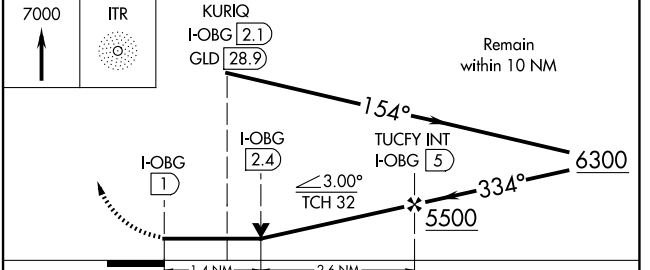 7000
ITR
KURIQ
I-OBG 2.1
GLD 28.9
Remain
within 10 NM
154°
I-OBG
2.4
TUCFY INT
I-OBG 5
I-OBG
1
3.00°
TCH 32
334°
6300
5500
1.4 NM
2.6 NM